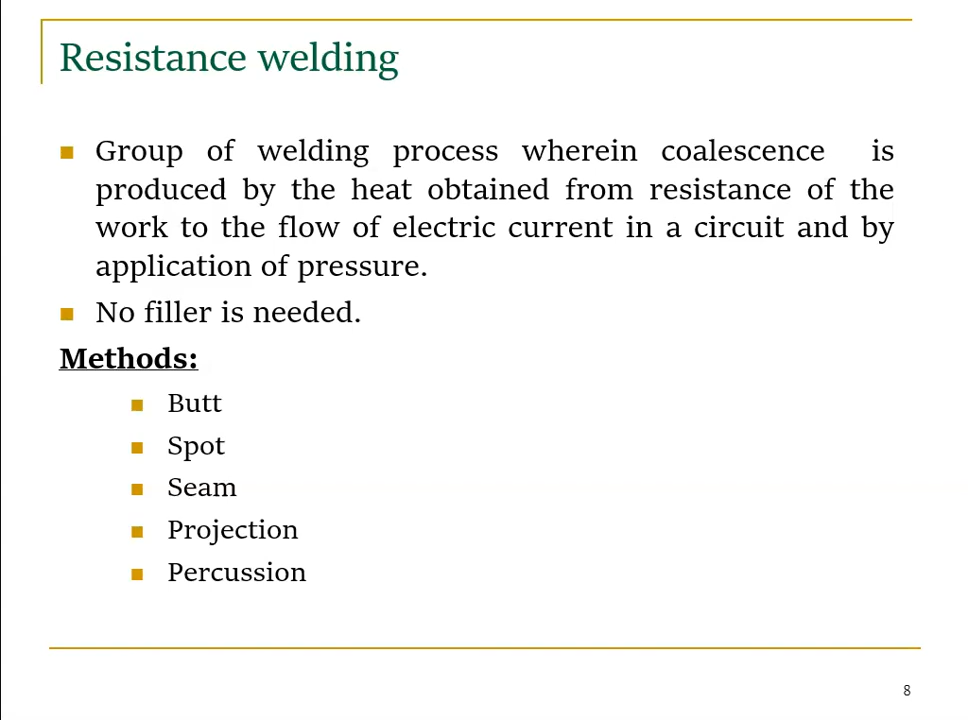 Resistance welding
Group of welding process wherein coalescence is
produced by the heat obtained from resistance of the
work to the flow of electric current in a circuit and by
application of pressure.
No filler is needed.
Methods:
Butt
Spot
Seam
Projection
Percussion
8